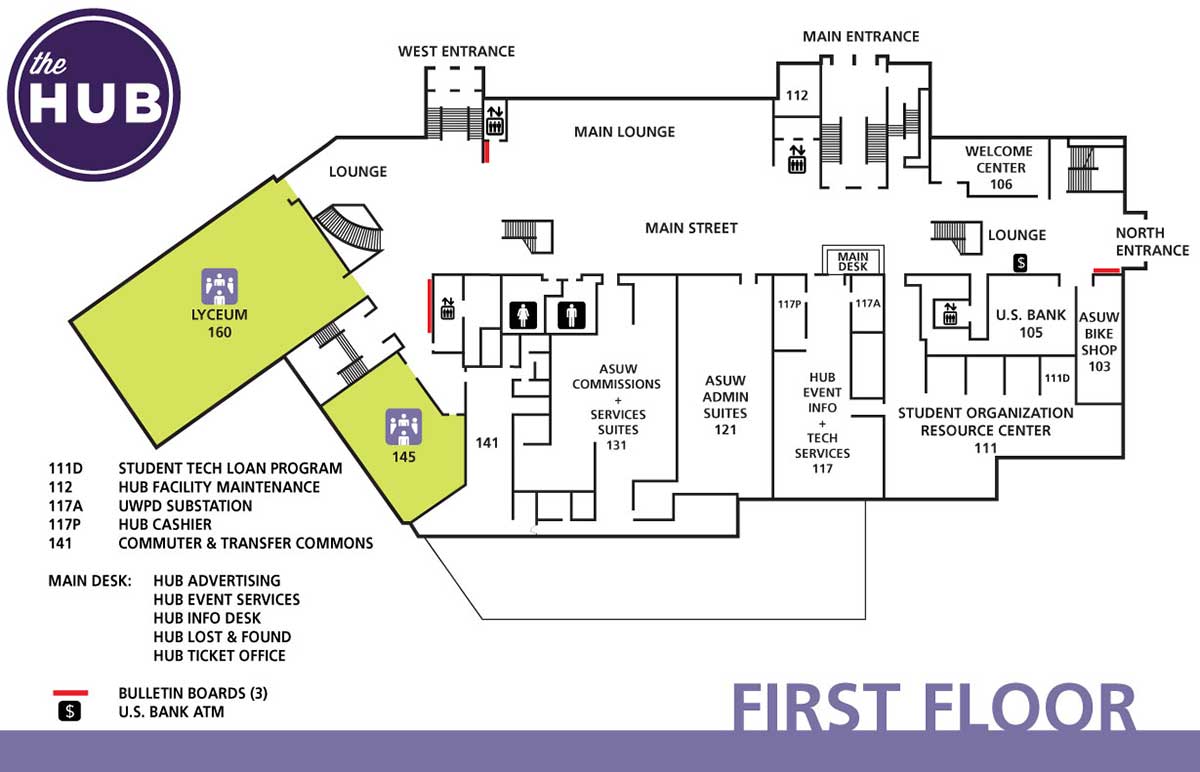 the
HUB
WEST ENTRANCE
MAIN ENTRANCE
112
MAIN LOUNGE
LOUNGE
WELCOME
CENTER
106
MAIN STREET
LOUNGE
NORTH
ENTRANCE
MAIN
DESK
$
LYCEUM
160
117P
117A
U.S. BANK
105
ASUW
BIKE
SHOP
103
ASUW
COMMISSIONS
+
SERVICES
SUITES
131
ASUW
ADMIN
SUITES
121
HUB
EVENT
INFO
+
TECH
SERVICES
117
111D
STUDENT ORGANIZATION
RESOURCE CENTER
111
141
145
111D STUDENT TECH LOAN PROGRAM
112 HUB FACILITY MAINTENANCE
117A UWPD SUBSTATION
117P HUB CASHIER
141 COMMUTER & TRANSFER COMMONS
MAIN DESK: HUB ADVERTISING
HUB EVENT SERVICES
HUB INFO DESK
HUB LOST & FOUND
HUB TICKET OFFICE
BULLETIN BOARDS (3)
$ U.S. BANK ATM
FIRST FLOOR